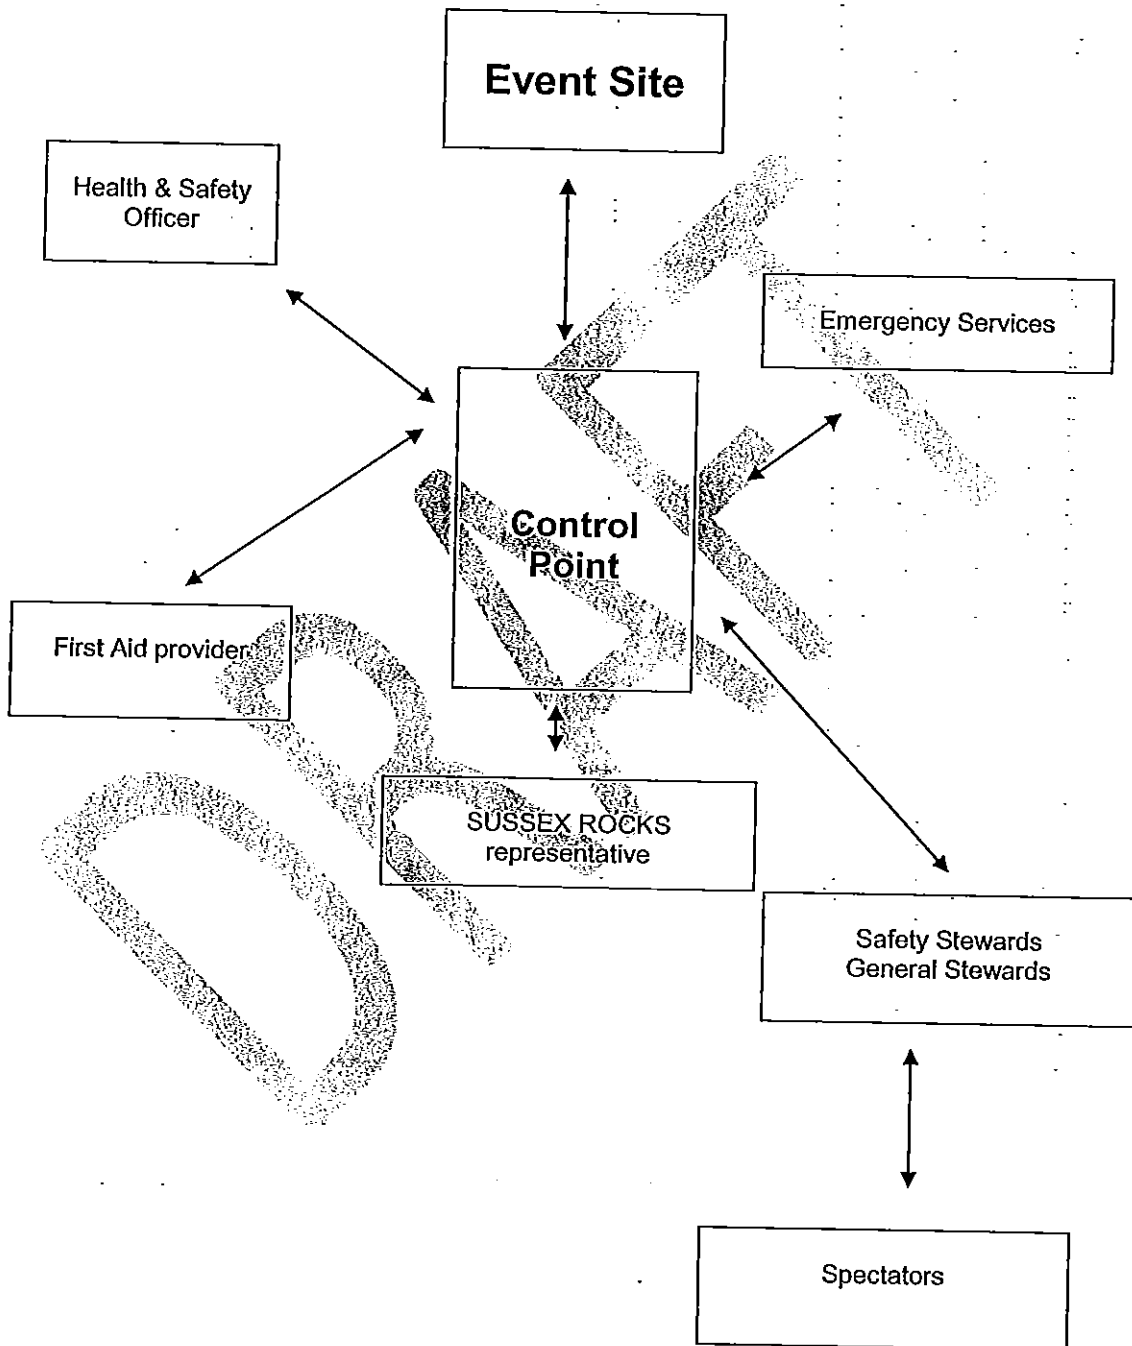 Event Site
Health & Safety
Officer
Emergency Services
Control
Point
First Aid provider
SUSSEX ROCKS
representative
Safety Stewards
General Stewards
Spectators
DRAFT